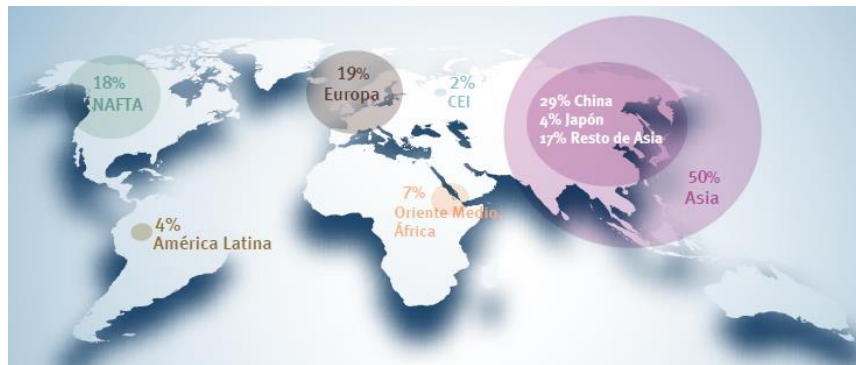 18%
NAFTA
19%
Europa
2%
CEI
29% China
4% Japón
17% Resto de Asia
50%
Asia
7%
Oriente Medio,
África
4%
América Latina